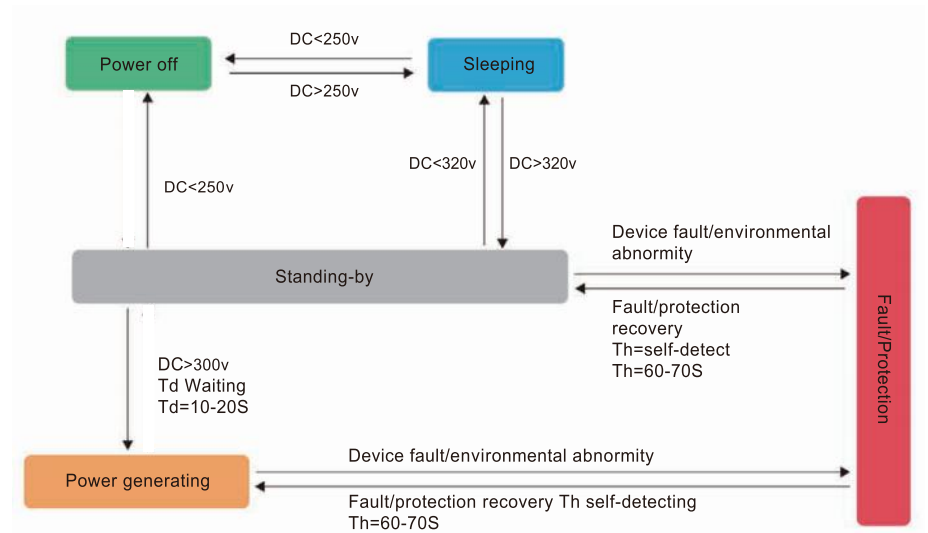 DC<250v
Power off
Sleeping
DC>250v
DC<320v
DC>320v
DC<250v
Device fault/environmental
abnormity
Standing-by
Fault/protection
recovery
Th=self-detect
Th=60-70S
Fault/Protection
DC>300v
Td Waiting
Td=10-20S
Device fault/environmental abnormity
Power generating
Fault/protection recovery Th self-detecting
Th=60-70S